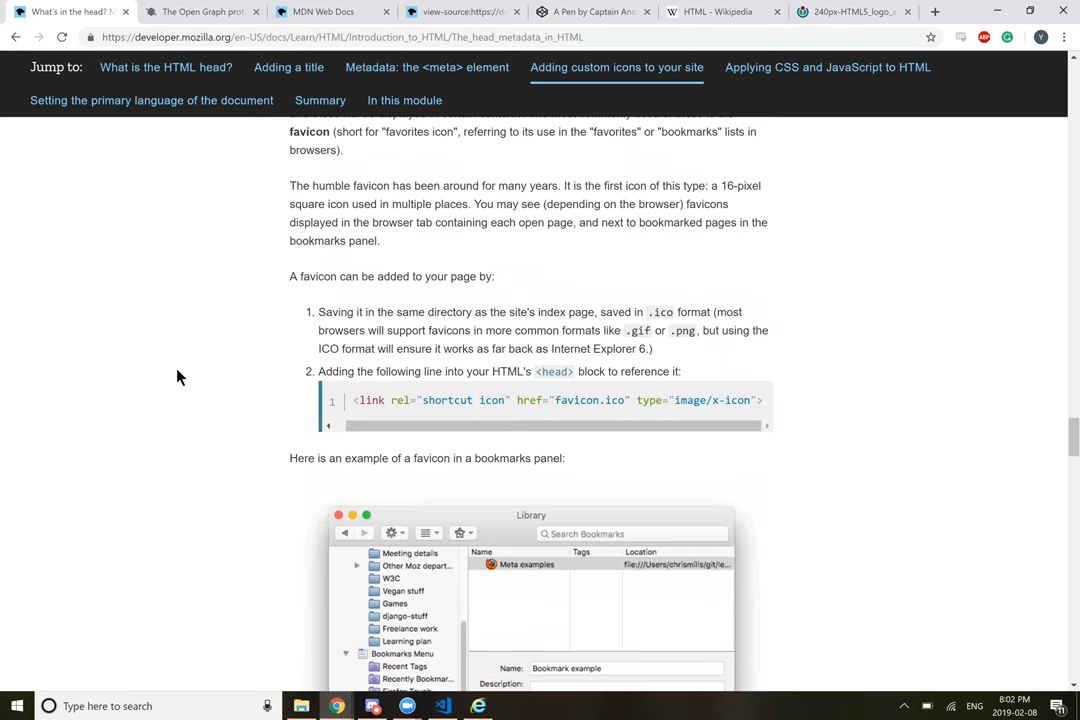 What's in the head? M
The Open Graph prot
MDN Web Docs
view-source:https://de
A Pen by Captain Ano
HTML - Wikipedia
240px-HTML5_logo_a
https://developer.mozilla.org/en-US/docs/Learn/HTML/Introduction_to_HTML/The_head_metadata_in_HTML
ABP
Y
Jump to: What is the HTML head? Adding a title Metadata: the <meta> element Adding custom icons to your site Applying CSS and JavaScript to HTML
Setting the primary language of the document Summary In this module
favicon (short for "favorites icon", referring to its use in the "favorites" or "bookmarks" lists in
browsers).
The humble favicon has been around for many years. It is the first icon of this type: a 16-pixel
square icon used in multiple places. You may see (depending on the browser) favicons
displayed in the browser tab containing each open page, and next to bookmarked pages in the
bookmarks panel.
A favicon can be added to your page by:
1. Saving it in the same directory as the site's index page, saved in .ico format (most
browsers will support favicons in more common formats like .gif or .png, but using the
ICO format will ensure it works as far back as Internet Explorer 6.)
2. Adding the following line into your HTML's <head> block to reference it:
1 <link rel="shortcut icon" href="favicon.ico" type="image/x-icon">
Here is an example of a favicon in a bookmarks panel:
Library
Search Bookmarks
Name Tags Location
Meeting details
Other Moz depart...
W3C
Vegan stuff
Games
django-stuff
Freelance work
Learning plan
Bookmarks Menu
Recent Tags
Recently Bookmar...
Meta examples file:///Users/chrismills/git/le...
Name: Bookmark example
Description:
Type here to search
ENG
8:02 PM
2019-02-08
11